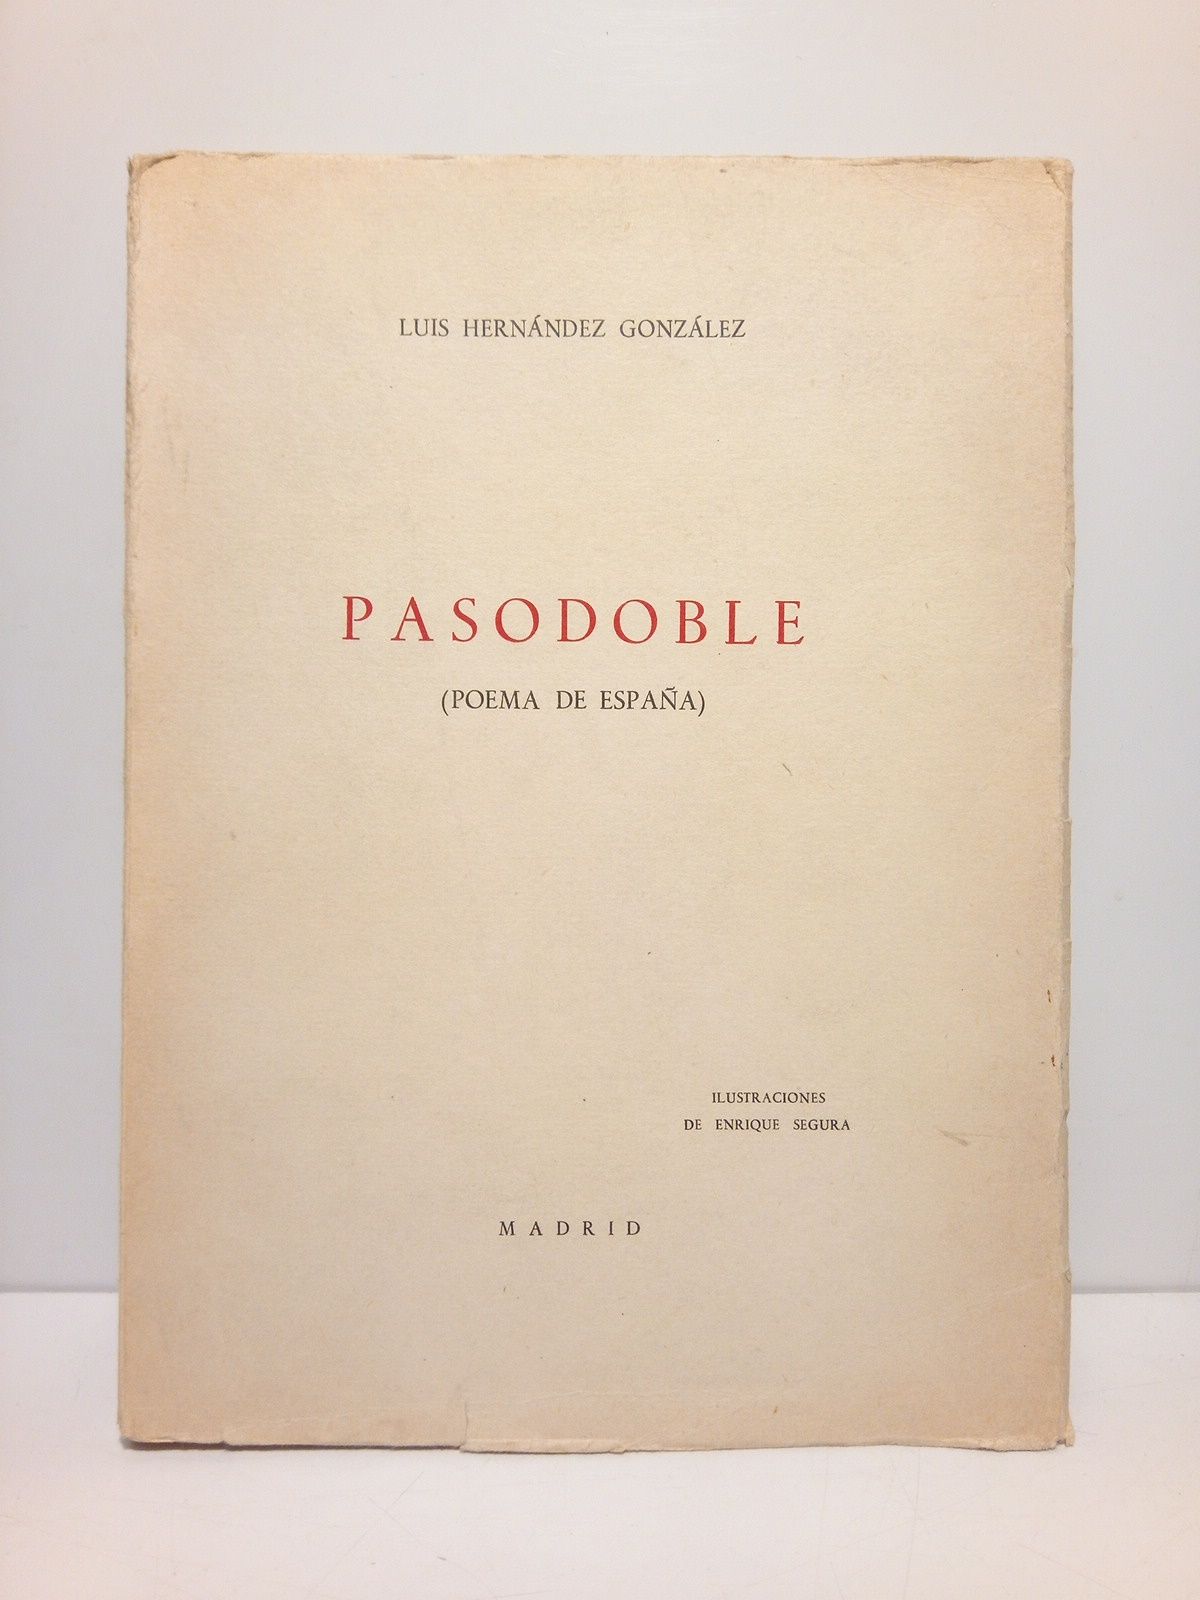 LUIS HERNÁNDEZ GONZÁLEZ
PASODOBLE
(POEMA DE ESPAÑA)
ILUSTRACIONES
DE ENRIQUE SEGURA
MADRID